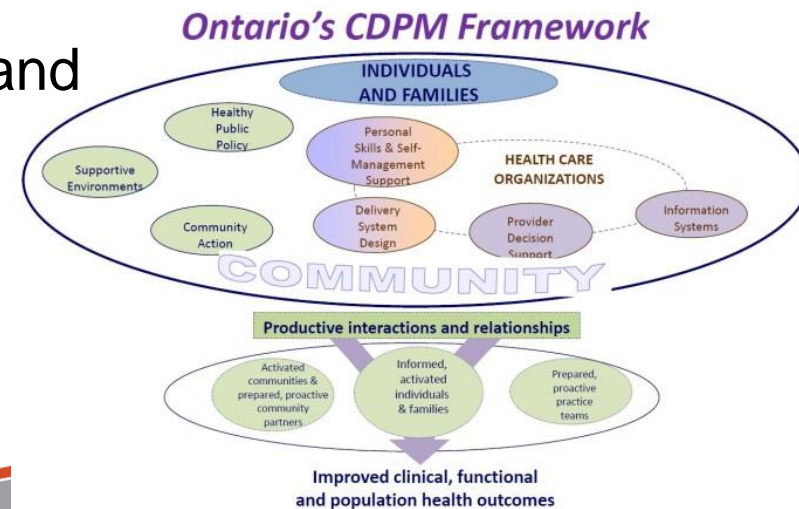 Ontario's CDPM Framework
and
INDIVIDUALS
AND FAMILIES
Healthy
Public
Policy
Supportive
Environments
Community
Action
Personal
Skills & Self-
Management
Support
Delivery
System
Design
HEALTH CARE
ORGANIZATIONS
Provider
Decision
Support
Information
Systems
COMMUNITY
Productive interactions and relationships
Activated
communities &
prepared, proactive
community
partners
Informed,
activated
individuals
& families
Prepared,
proactive
practice
teams
Improved clinical, functional
and population health outcomes